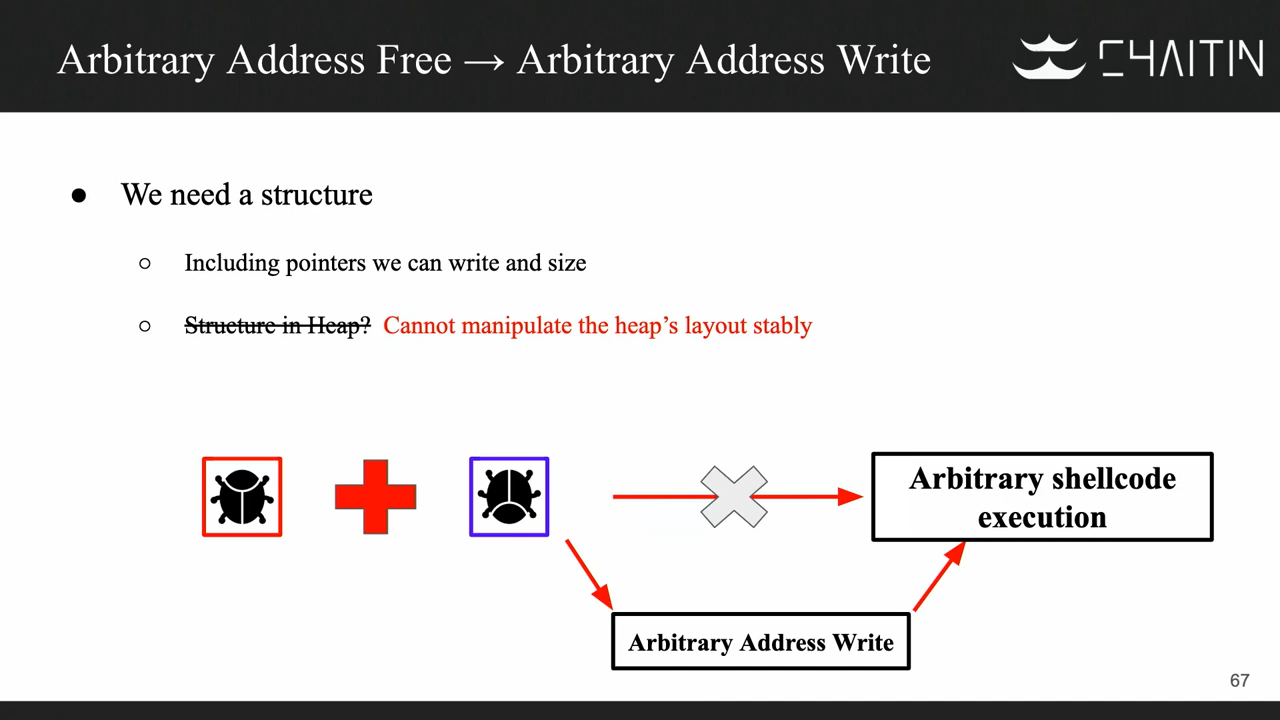 Arbitrary Address Free → Arbitrary Address Write
CHAITIN
● We need a structure
○ Including pointers we can write and size
○ Structure in Heap? Cannot manipulate the heap’s layout stably
Arbitrary shellcode
execution
Arbitrary Address Write
67